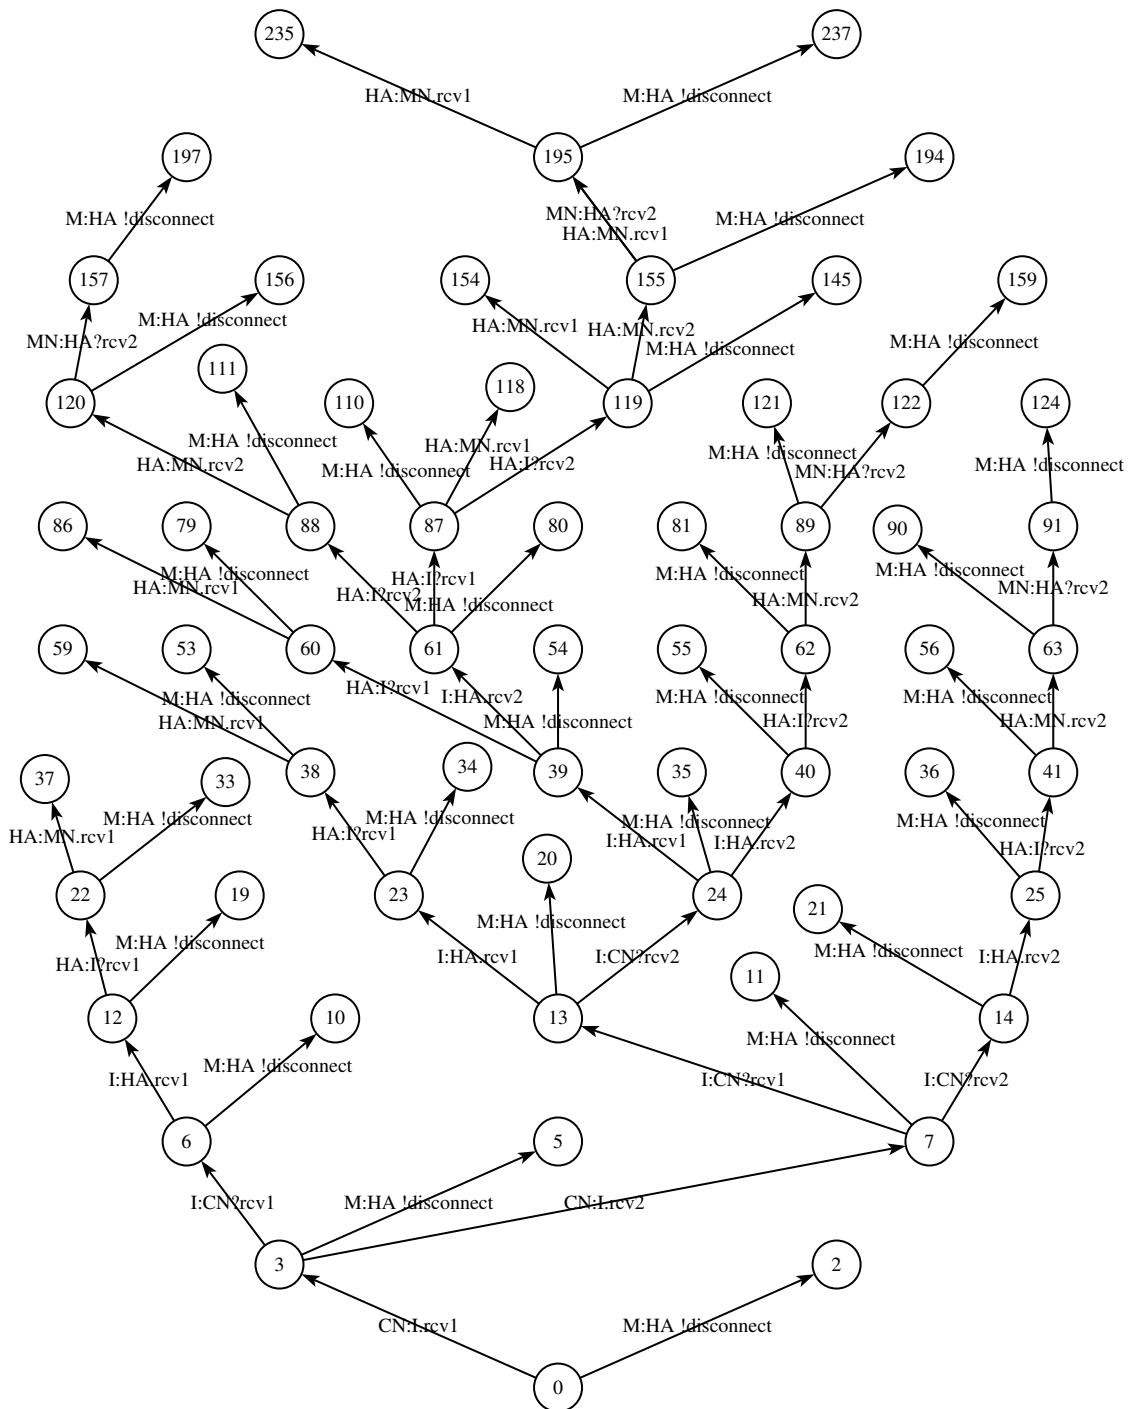 235
237
HA:MN.rcv1
M:HA !disconnect
197
195
194
M:HA !disconnect
MN:HA?rcv2
HA:MN.rcv1
M:HA !disconnect
157
156
154
155
145
159
MN:HA?rcv2
M:HA !disconnect
HA:MN.rcv1
HA:MN.rcv2
M:HA !disconnect
M:HA !disconnect
111
118
120
110
119
121
122
124
M:HA !disconnect
HA:MN.rcv2
M:HA !disconnect
HA:MN.rcv1
HA:I?rcv2
M:HA !disconnect
MN:HA?rcv2
M:HA !disconnect
86
79
88
87
80
81
89
90
91
M:HA !disconnect
HA:MN.rcv1
HA:I?rcv2
HA:I?rcv1
M:HA !disconnect
M:HA !disconnect
HA:MN.rcv2
M:HA !disconnect
MN:HA?rcv2
59
53
60
61
54
55
62
56
63
M:HA !disconnect
HA:MN.rcv1
HA:I?rcv1
I:HA.rcv2
M:HA !disconnect
M:HA !disconnect
HA:I?rcv2
M:HA !disconnect
HA:MN.rcv2
37
33
38
34
39
35
40
36
41
HA:MN.rcv1
M:HA !disconnect
HA:I?rcv1
M:HA !disconnect
M:HA !disconnect
I:HA.rcv1
I:HA.rcv2
M:HA !disconnect
HA:I?rcv2
22
19
23
20
24
21
25
M:HA !disconnect
HA:I?rcv1
I:HA.rcv1
M:HA !disconnect
I:CN?rcv2
M:HA !disconnect
I:HA.rcv2
12
10
13
11
14
I:HA.rcv1
M:HA !disconnect
I:CN?rcv1
M:HA !disconnect
I:CN?rcv2
6
5
7
I:CN?rcv1
M:HA !disconnect
CN:I.rcv2
3
2
CN:I.rcv1
M:HA !disconnect
0